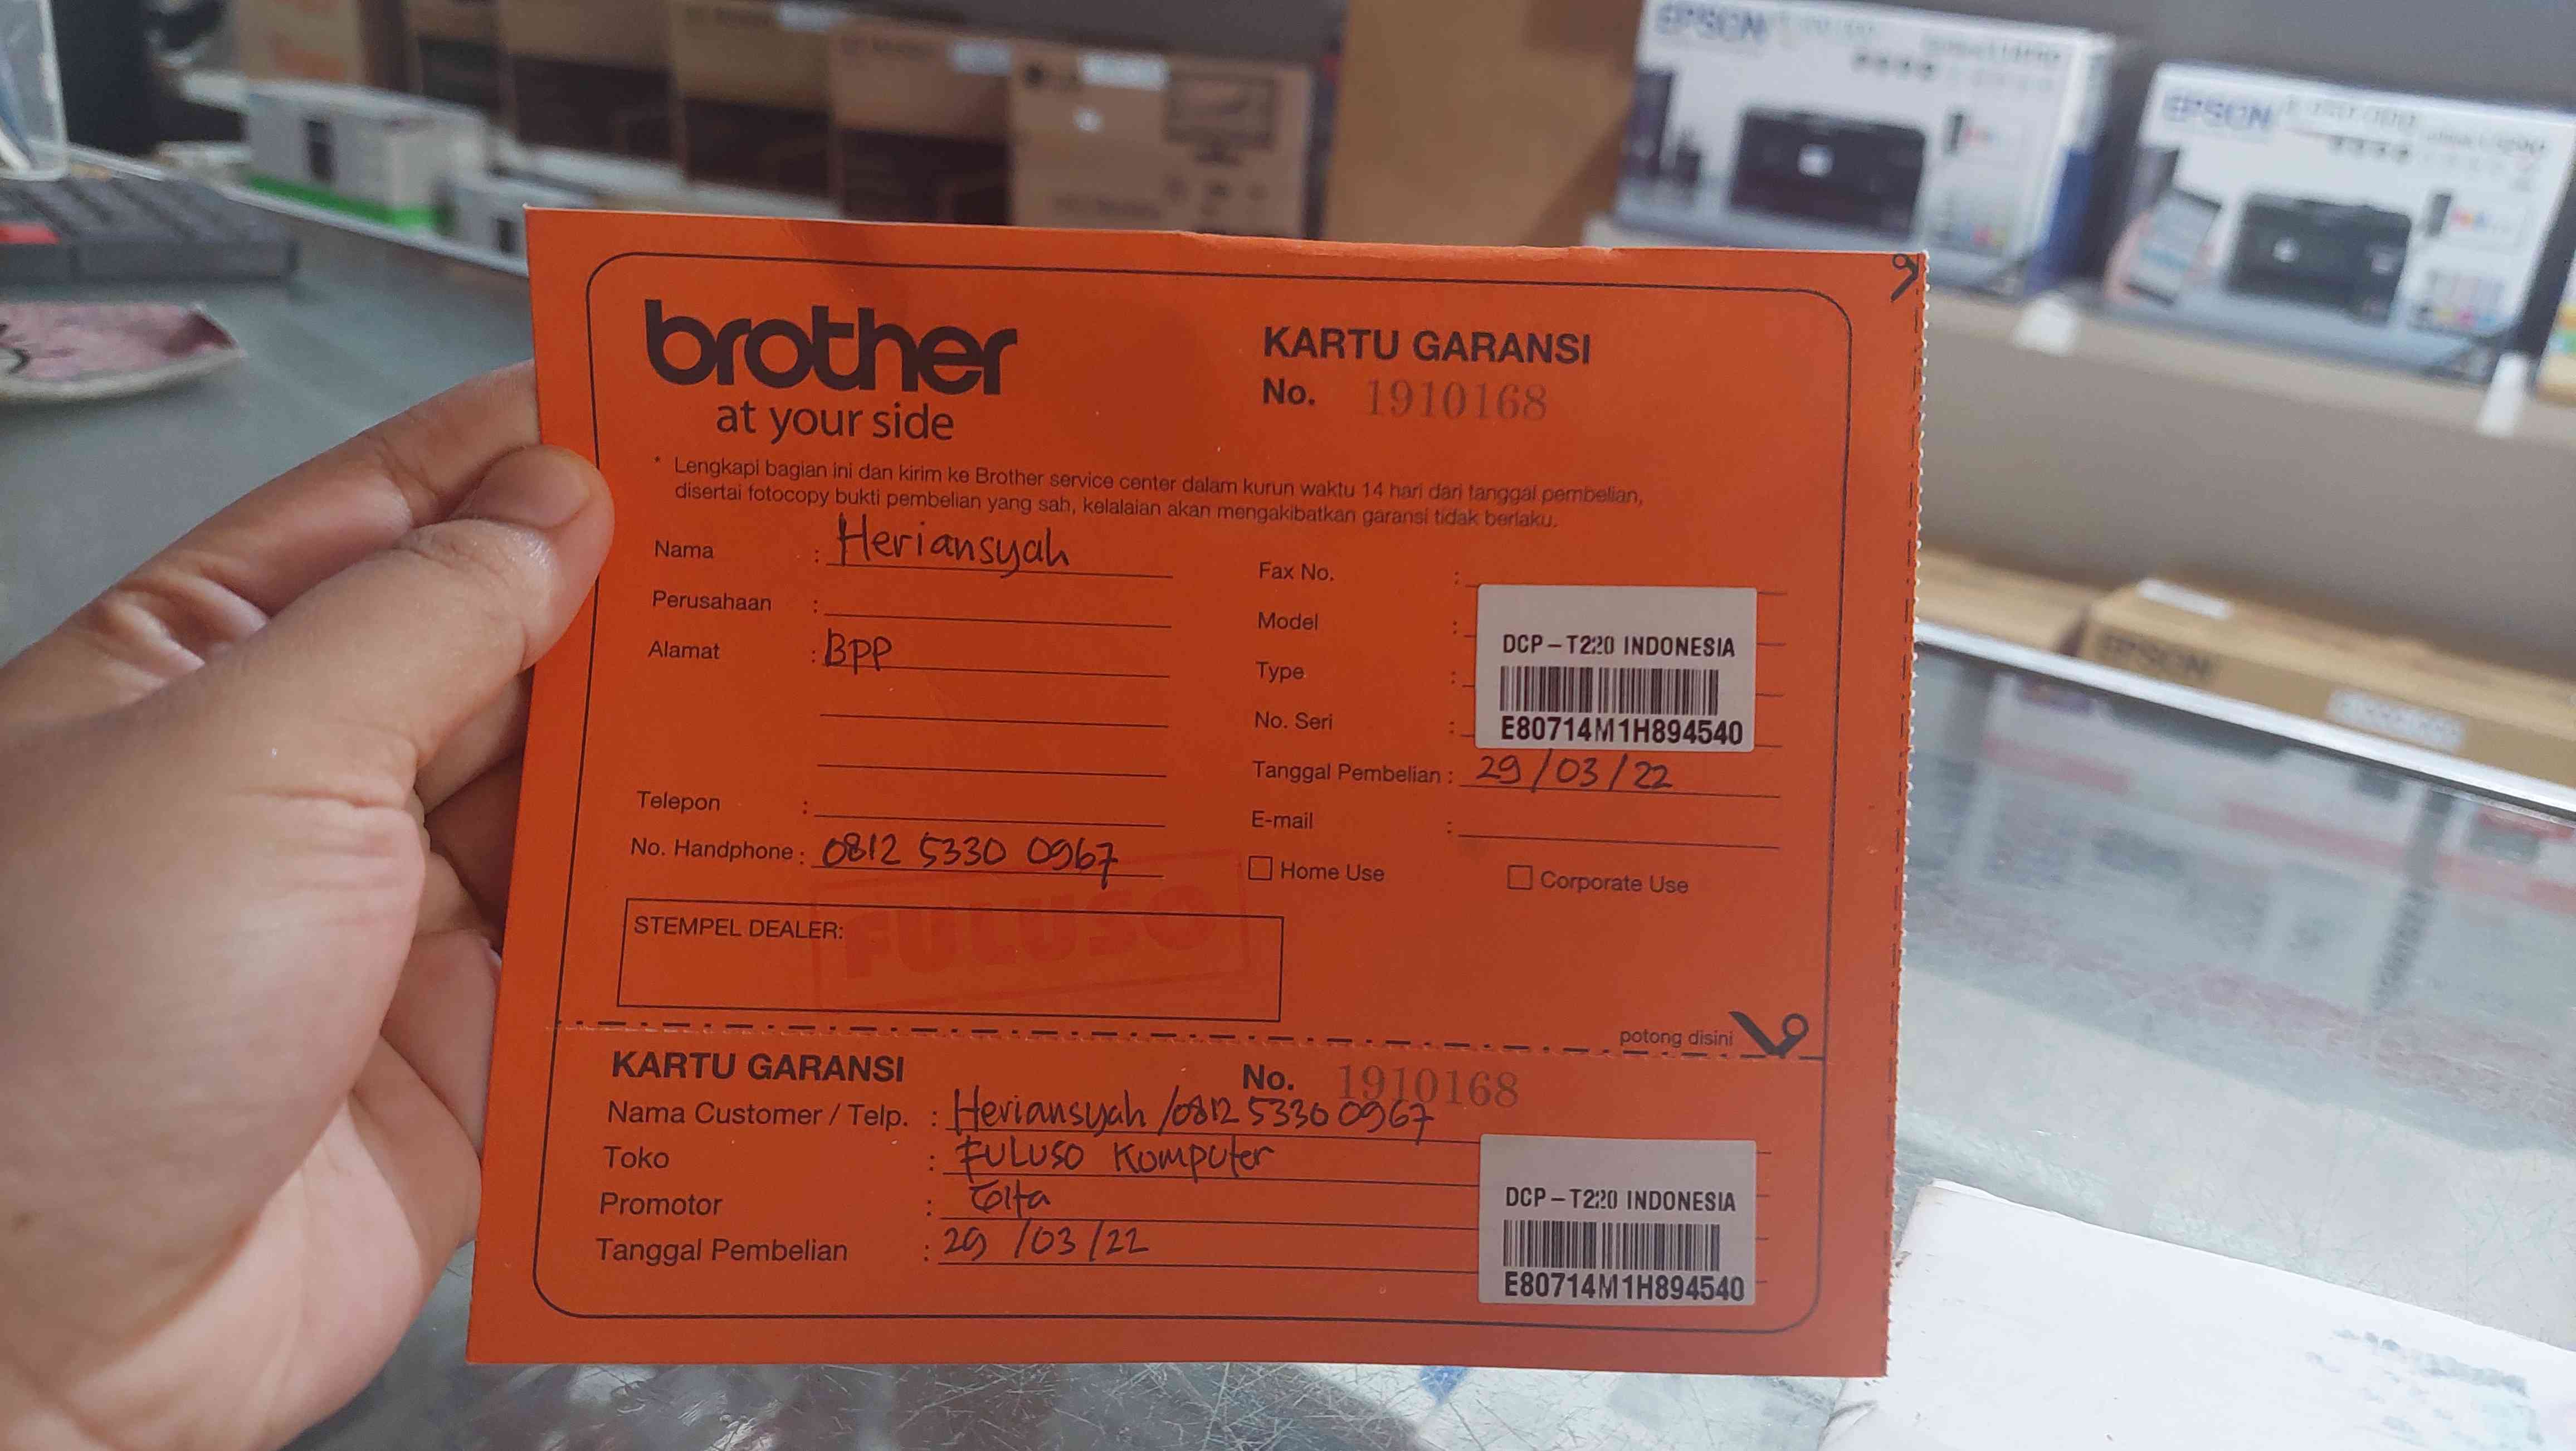 EPSON
EPSON
brother
at your side
KARTU GARANSI
No. 1910168
* Lengkapi bagian ini dan kirim ke Brother service center dalam kurun waktu 14 hari dari tanggal pembelian,
disertai fotocopy bukti pembelian yang sah, kelalaian akan mengakibatkan garansi tidak berlaku.
Nama : Heriansyah
Perusahaan :
Alamat : BPP
Telepon :
No. Handphone : 0812 5330 0967
Fax No. :
Model :
Type :
No. Seri :
DCP-T220 INDONESIA
E80714M1H894540
Tanggal Pembelian : 29/03/22
E-mail :
Home Use
Corporate Use
STEMPEL DEALER:
FULUSO
potong disini
KARTU GARANSI
No. 1910168
Nama Customer / Telp. : Heriansyah /0812 5330 0967
Toko : FULUSO Komputer
Promotor :
Tanggal Pembelian : 29/03/22
DCP-T220 INDONESIA
E80714M1H894540
EPSON